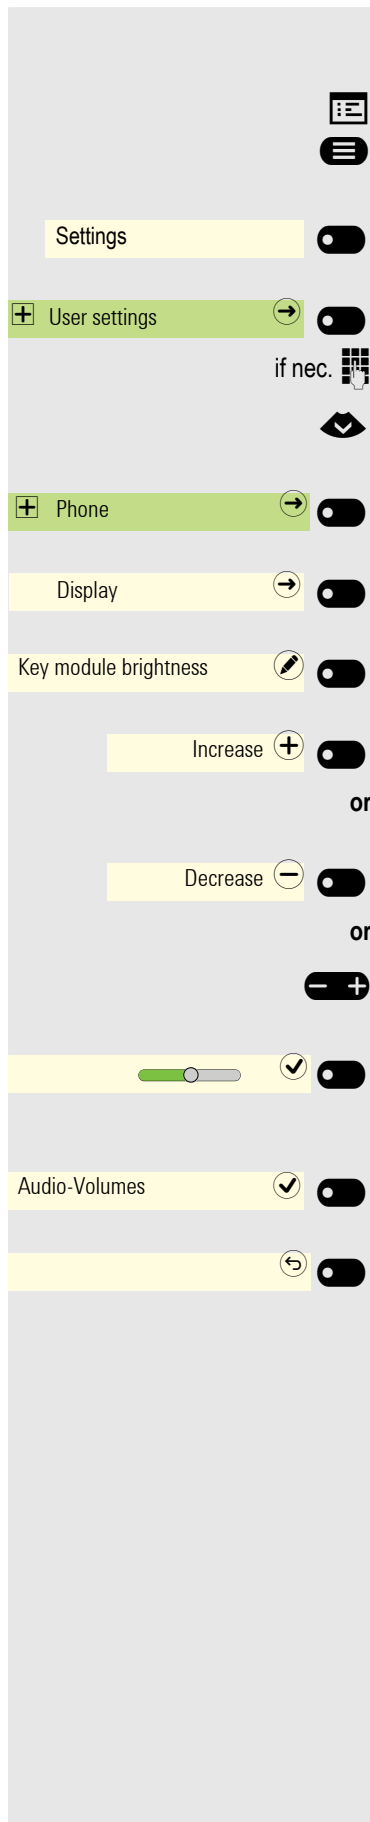 Settings
User settings
if nec.
Phone
Display
Key module brightness
Increase
or
Decrease
or
Audio-Volumes